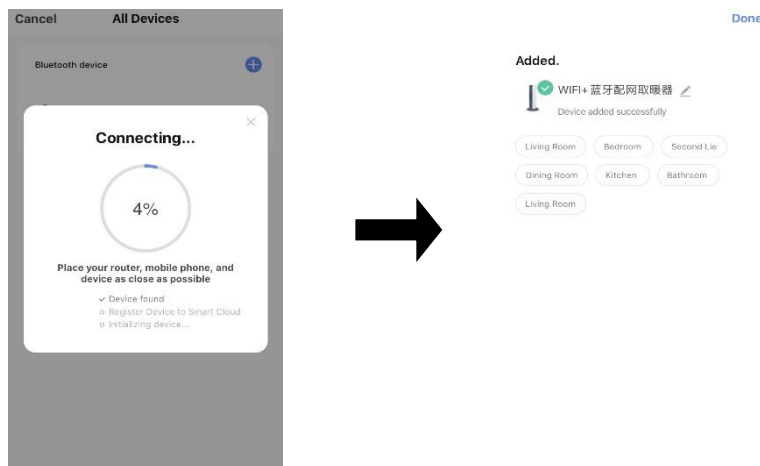 Cancel
All Devices
Bluetooth device
Connecting...
4%
Place your router, mobile phone, and
device as close as possible
Device found
Register Device to Smart Cloud
Initializing device...
Done
Added.
WIFI+蓝牙配网取暖器
Device added successfully
Living Room
Bedroom
Second Lie
Dining Room
Kitchen
Bathroom
Living Room